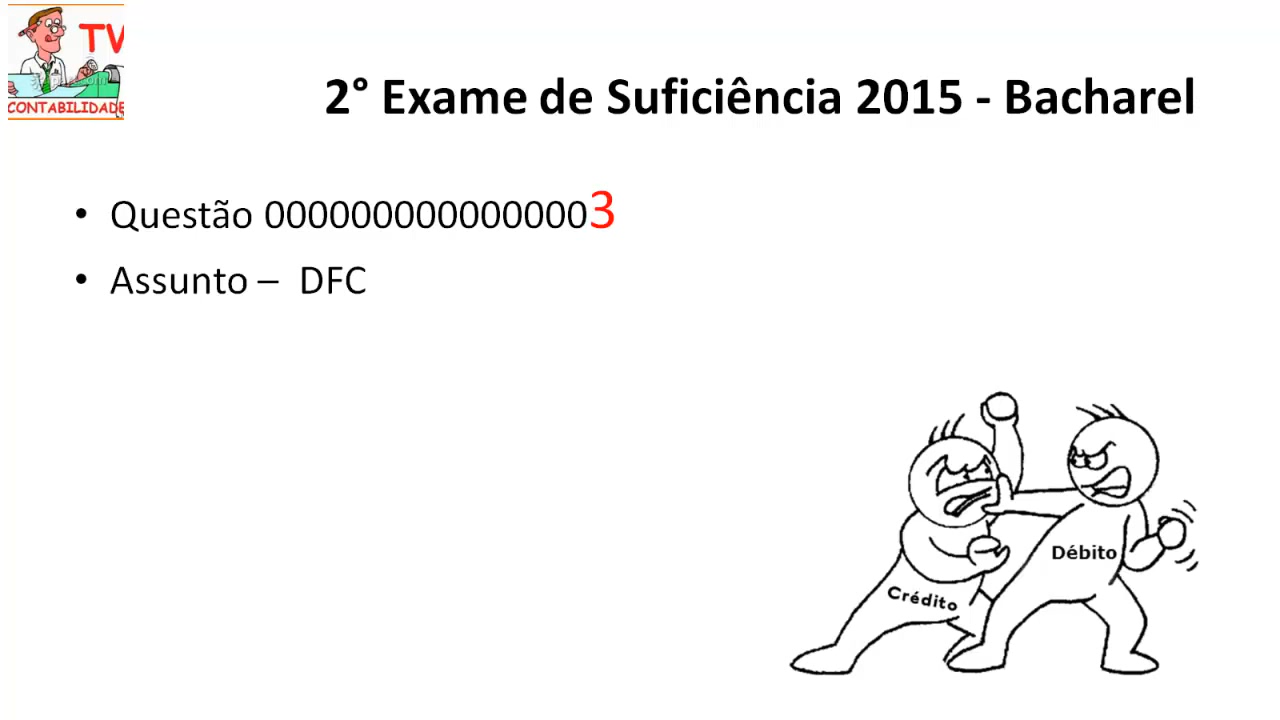 TV
CONTABILIDADE
2° Exame de Suficiência 2015 - Bacharel
• Questão 0000000000000003
• Assunto – DFC
Débito
Crédito